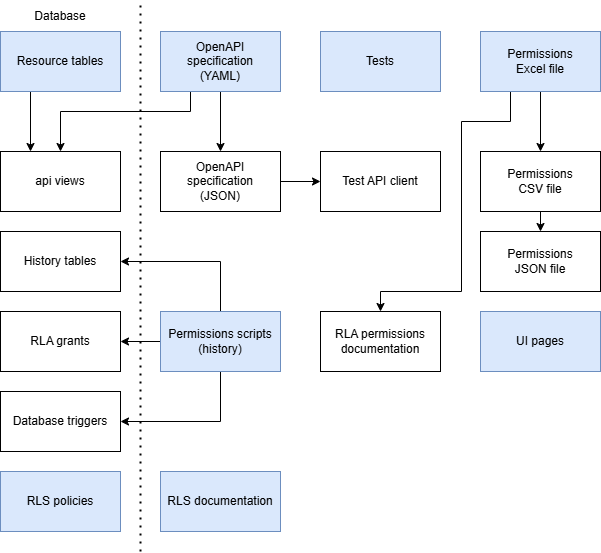 Database
Resource tables
OpenAPI
specification
(YAML)
Tests
Permissions
Excel file
api views
OpenAPI
specification
(JSON)
Test API client
Permissions
CSV file
History tables
Permissions
JSON file
RLA grants
Permissions scripts
(history)
RLA permissions
documentation
UI pages
Database triggers
RLS policies
RLS documentation